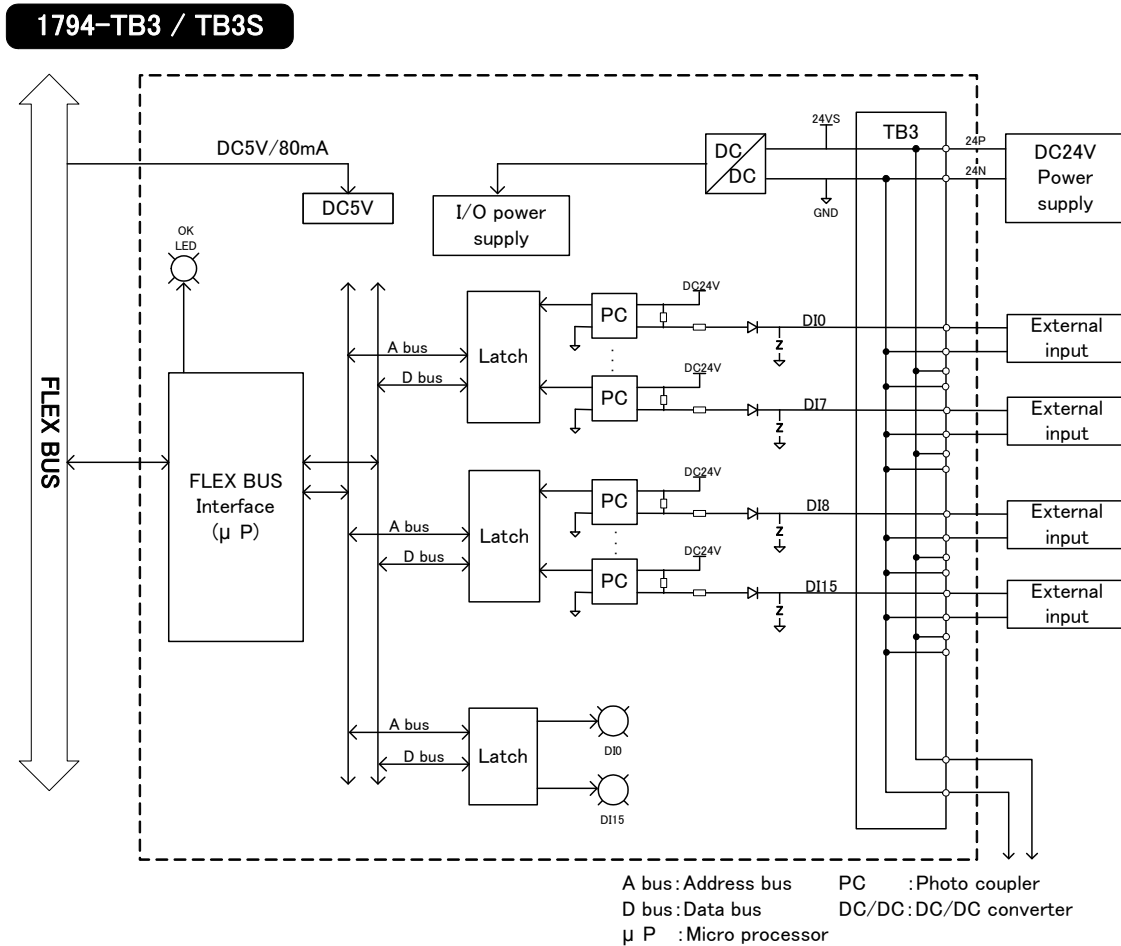 1794-TB3 / TB3S
24VS
TB3
24P
DC5V/80mA
DC
DC
24N
DC24V
Power
supply
DC5V
I/O power
supply
GND
OK
LED
DC24V
PC
DI0
External
input
Latch
A bus
D bus
DC24V
PC
DI7
External
input
Z
Z
FLEX BUS
FLEX BUS
Interface
(μ P)
DC24V
PC
DI8
External
input
Latch
A bus
D bus
DC24V
PC
DI15
External
input
Z
Z
A bus
D bus
Latch
DI0
DI15
A bus:Address bus PC :Photo coupler
D bus:Data bus DC/DC:DC/DC converter
μ P :Micro processor